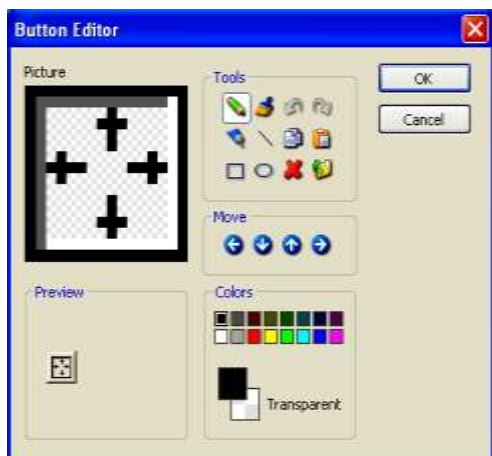 Button Editor
Picture
Tools
OK
Cancel
Move
Preview
Colors
Transparent